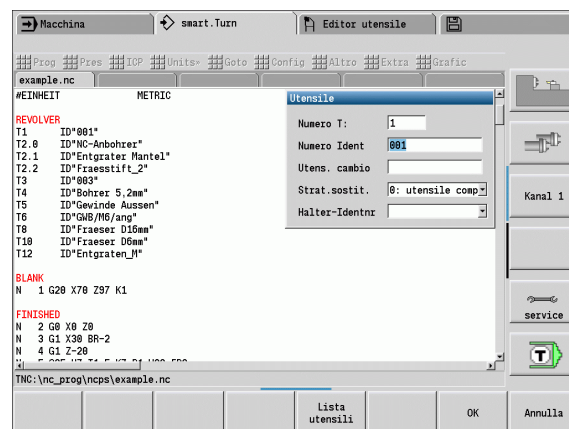 Macchina smart.Turn Editor utensile
Prog Pres ICP Units» Goto Config Altro Extra Grafic
example.nc
#EINHEIT METRIC
REVOLVER
T1 ID"001"
T2.0 ID"NC-Anbohrer"
T2.1 ID"Entgrater Mantel"
T2.2 ID"Fraesstift_2"
T3 ID"003"
T4 ID"Bohrer 5,2mm"
T5 ID"Gewinde Aussen"
T6 ID"GWB/M6/ang"
T8 ID"Fraeser D16mm"
T10 ID"Fraeser D6mm"
T12 ID"Entgraten_M"
BLANK
N 1 G20 X70 Z97 K1
FINISHED
N 2 G0 X0 Z0
N 3 G1 X30 BR-2
N 4 G1 Z-20
Utensile
Numero T: 1
Numero Ident 001
Utens. cambio
Strat.sostit. 0: utensile comp
Halter-Identnr
Kanal 1
service
T
TNC:\nc_prog\ncps\example.nc
Lista
utensili
OK
Annulla